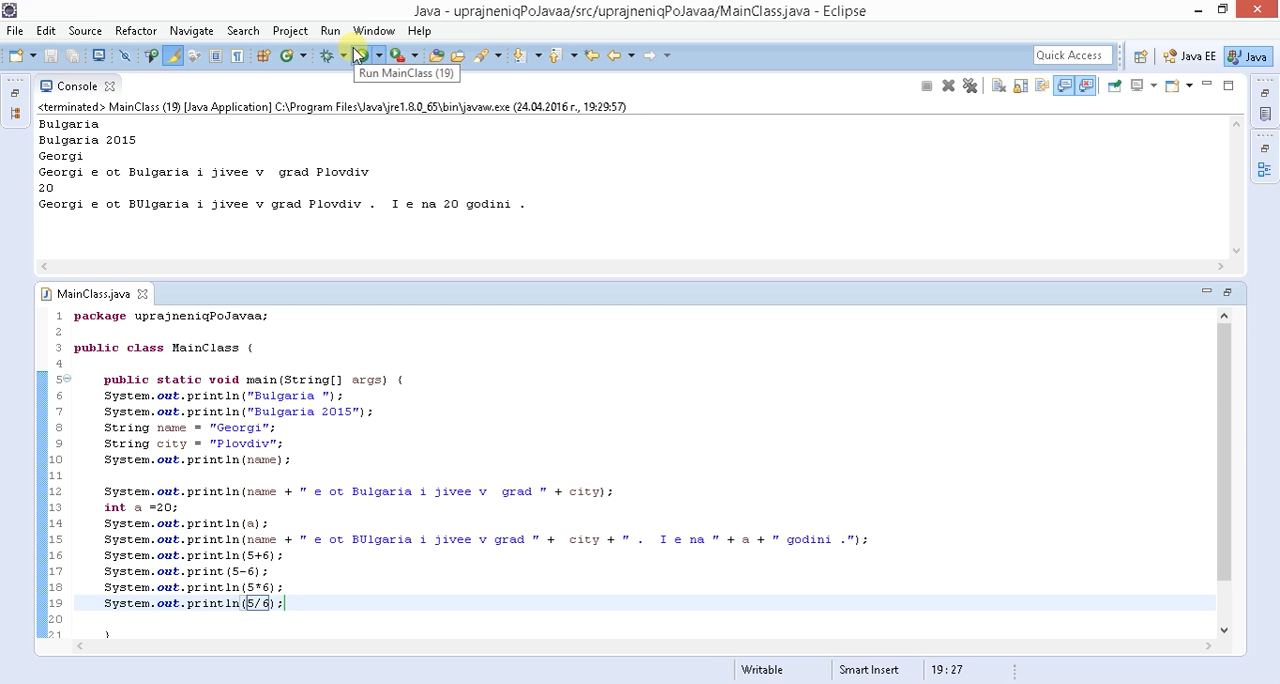 Java - uprajneniqPoJavaa/src/uprajneniqPoJavaa/MainClass.java - Eclipse
File Edit Source Refactor Navigate Search Project Run Window Help
Quick Access
Java EE
Java
Run MainClass (19)
Console
<terminated> MainClass (19) [Java Application] C:\Program Files\Java\jre1.8.0_65\bin\javaw.exe (24.04.2016 г., 19:29:57)
Bulgaria
Bulgaria 2015
Georgi
Georgi e ot Bulgaria i jivee v  grad Plovdiv
20
Georgi e ot BUlgaria i jivee v grad Plovdiv .  I e na 20 godini .
MainClass.java
1 package uprajneniqPoJavaa;
2
3 public class MainClass {
4
5 public static void main(String[] args) {
6 System.out.println("Bulgaria ");
7 System.out.println("Bulgaria 2015");
8 String name = "Georgi";
9 String city = "Plovdiv";
10 System.out.println(name);
11
12 System.out.println(name + " e ot Bulgaria i jivee v  grad " + city);
13 int a =20;
14 System.out.println(a);
15 System.out.println(name + " e ot BUlgaria i jivee v grad " +  city + " .  I e na " + a + " godini .");
16 System.out.println(5+6);
17 System.out.print(5-6);
18 System.out.println(5*6);
19 System.out.println(5/6);
20
21 }
Writable
Smart Insert
19 : 27